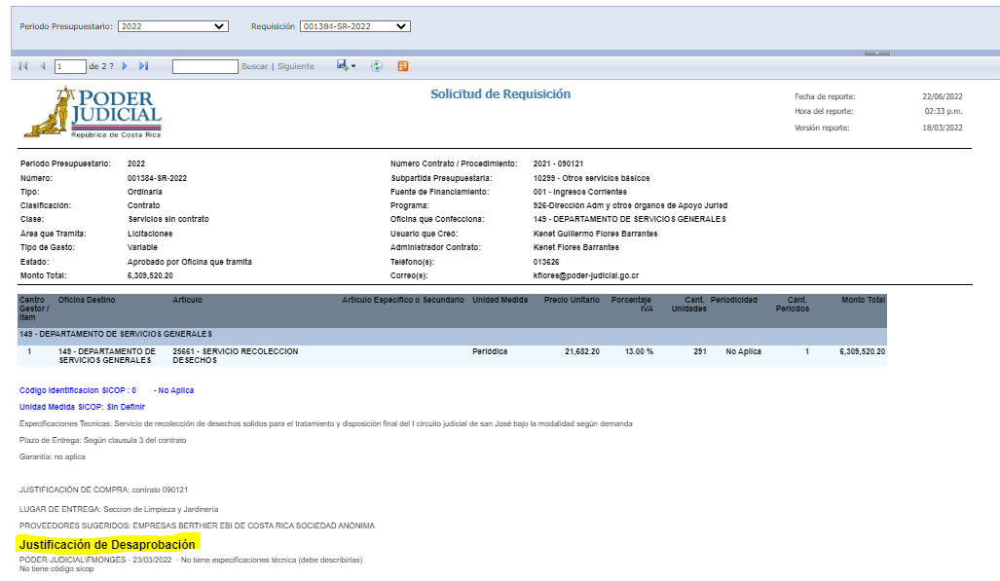 Periodo Presupuestario: 2022 Requisición 001384-SR-2022
1 de 2 ? Buscar | Siguiente
PODER JUDICIAL
República de Costa Rica
Solicitud de Requisición
Fecha de reporte: 22/06/2022
Hora del reporte: 02:33 p.m.
Versión reporte: 18/03/2022
Periodo Presupuestario: 2022 Número Contrato / Procedimiento: 2021 - 090121
Número: 001384-SR-2022 Subpartida Presupuestaria: 10299 - Otros servicios básicos
Tipo: Ordinaria Fuente de Financiamiento: 001 - Ingresos Corrientes
Clasificación: Contrato Programa: 926-Dirección Adm y otros órganos de Apoyo Jurisd
Clase: Servicios sin contrato Oficina que Confecciona: 149 - DEPARTAMENTO DE SERVICIOS GENERALES
Área que Tramita: Licitaciones Usuario que Creó: Kenet Guillermo Flores Barrantes
Tipo de Gasto: Variable Administrador Contrato: Kenet Flores Barrantes
Estado: Aprobado por Oficina que tramita Teléfono(s): 013626
Monto Total: 6,309,520.20 Correo(s): kflores@poder-judicial.go.cr
Centro Gestor / Item Oficina Destino Artículo Artículo Específico o Secundario Unidad Medida Precio Unitario Porcentaje IVA Cant. Unidades Periodicidad Cant. Periodos Monto Total
149 - DEPARTAMENTO DE SERVICIOS GENERALES
1 149 - DEPARTAMENTO DE SERVICIOS GENERALES 25661 - SERVICIO RECOLECCION DESECHOS Periódica 21,682.20 13.00 % 291 No Aplica 1 6,309,520.20
Código Identificacion SICOP : 0 - No Aplica
Unidad Medida SICOP: Sin Definir
Especificaciones Tecnicas: Servicio de recolección de desechos solidos para el tratamiento y disposición final del I circuito judicial de san José bajo la modalidad según demanda
Plazo de Entrega: Según clausula 3 del contrato
Garantía: no aplica
JUSTIFICACIÓN DE COMPRA: contrato 090121
LUGAR DE ENTREGA: Seccion de Limpieza y Jardinería
PROVEEDORES SUGERIDOS: EMPRESAS BERTHIER EBI DE COSTA RICA SOCIEDAD ANÓNIMA
Justificación de Desaprobación
PODER-JUDICIAL\FMONGES - 23/03/2022 - No tiene especificaciones técnica (debe describirlas)
No tiene código sicop